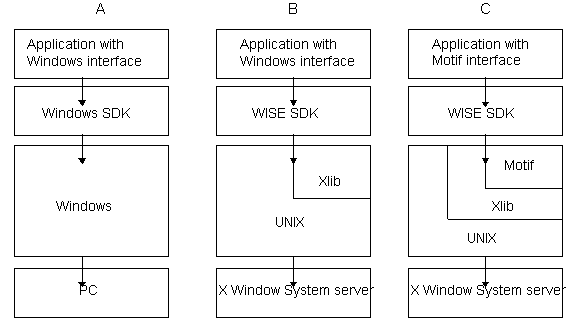 A
B
C
Application with
Windows interface
Application with
Windows interface
Application with
Motif interface
Windows SDK
WISE SDK
WISE SDK
Windows
Xlib
UNIX
Motif
Xlib
UNIX
PC
X Window System server
X Window System server